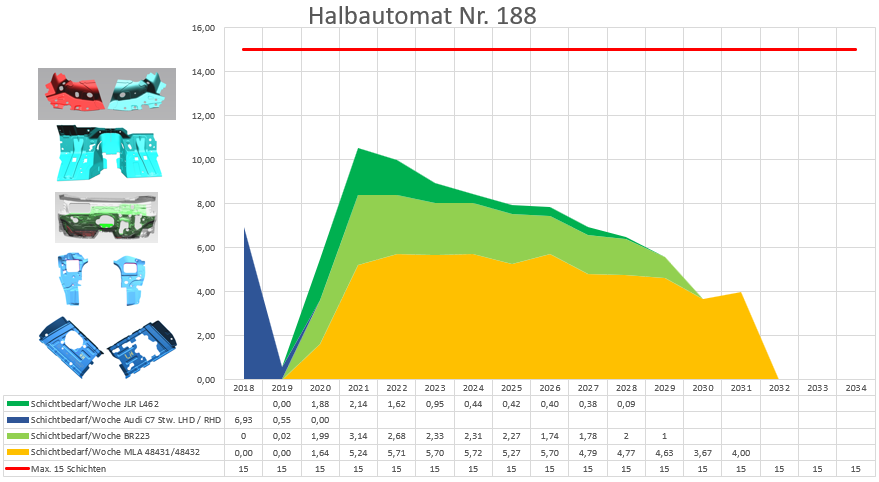 Halbautomat Nr. 188
16,00
14,00
12,00
10,00
8,00
6,00
4,00
2,00
0,00
2018 2019 2020 2021 2022 2023 2024 2025 2026 2027 2028 2029 2030 2031 2032 2033 2034
Schichtbedarf/Woche JLR L462 0,00 1,88 2,14 1,62 0,95 0,44 0,42 0,40 0,38 0,09
Schichtbedarf/Woche Audi C7 Stw. LHD / RHD 6,93 0,55 0,00
Schichtbedarf/Woche BR223 0 0,02 1,99 3,14 2,68 2,33 2,31 2,27 1,74 1,78 2 1
Schichtbedarf/Woche MLA 48431/48432 0,00 0,00 1,64 5,24 5,71 5,70 5,72 5,27 5,70 4,79 4,77 4,63 3,67 4,00
Max. 15 Schichten 15 15 15 15 15 15 15 15 15 15 15 15 15 15 15 15 15